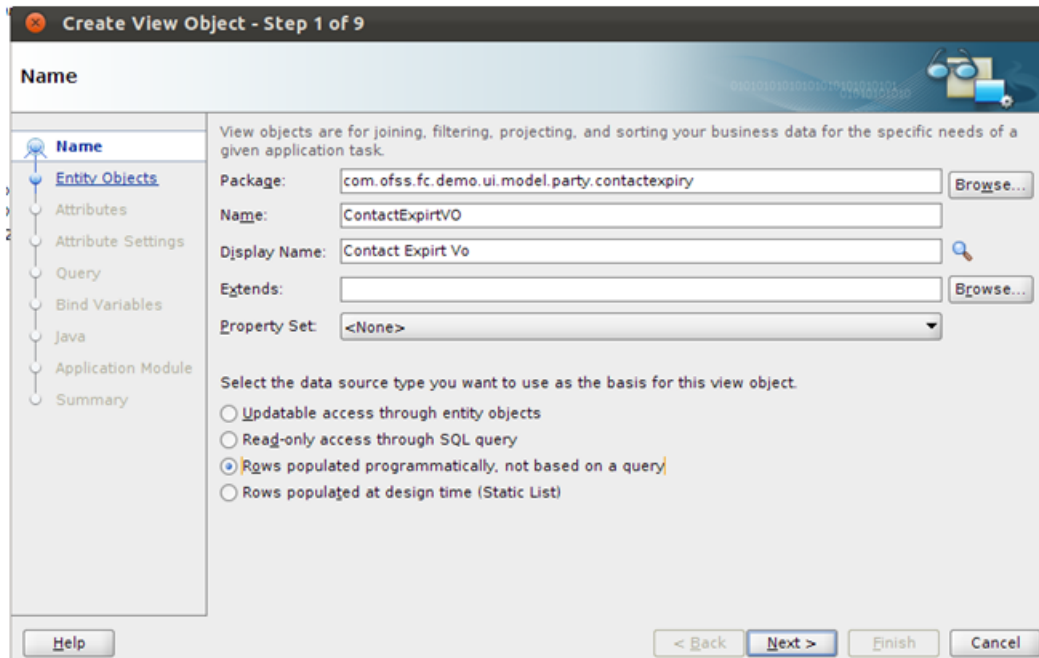 Create View Object - Step 1 of 9
Name
Name
Entity Objects
Attributes
Attribute Settings
Query
Bind Variables
Java
Application Module
Summary
View objects are for joining, filtering, projecting, and sorting your business data for the specific needs of a
given application task.
Package: com.ofss.fc.demo.ui.model.party.contactexpiry Browse...
Name: ContactExpirtVO
Display Name: Contact Expirt Vo
Extends: Browse...
Property Set: <None>
Select the data source type you want to use as the basis for this view object.
Updatable access through entity objects
Read-only access through SQL query
Rows populated programmatically, not based on a query
Rows populated at design time (Static List)
Help < Back Next > Finish Cancel